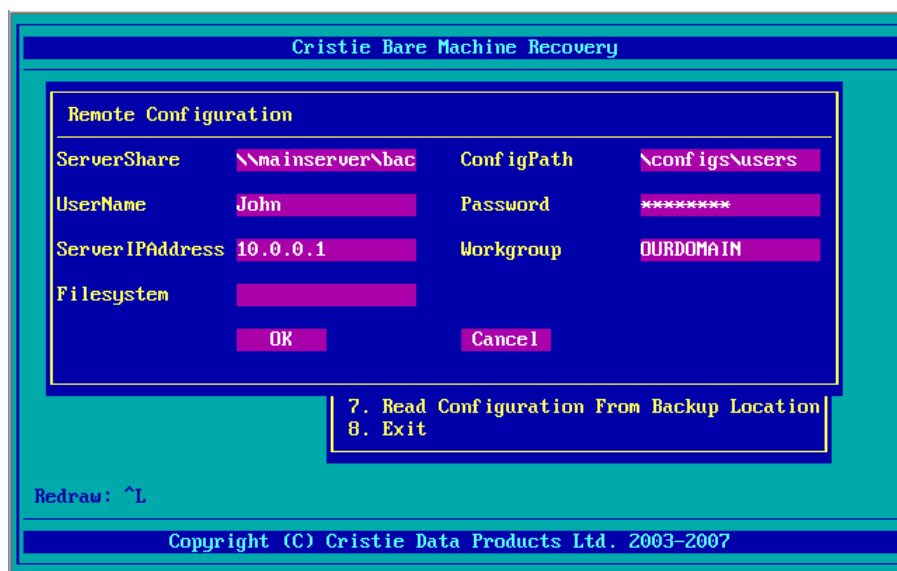 Cristie Bare Machine Recovery
Remote Configuration
ServerShare \\mainserver\bac ConfigPath \configs\users
UserName John Password ********
ServerIPAddress 10.0.0.1 Workgroup OURDOMAIN
Filesystem
OK Cancel
7. Read Configuration From Backup Location
8. Exit
Redraw: ^L
Copyright (C) Cristie Data Products Ltd. 2003-2007